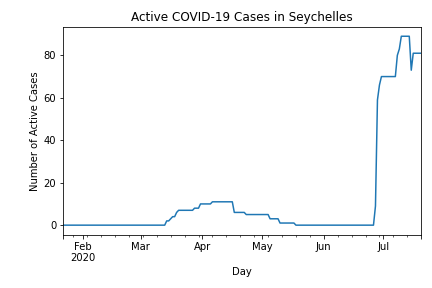 Active COVID-19 Cases in Seychelles
Number of Active Cases
80
60
40
20
0
Feb Mar Apr May Jun Jul
2020
Day